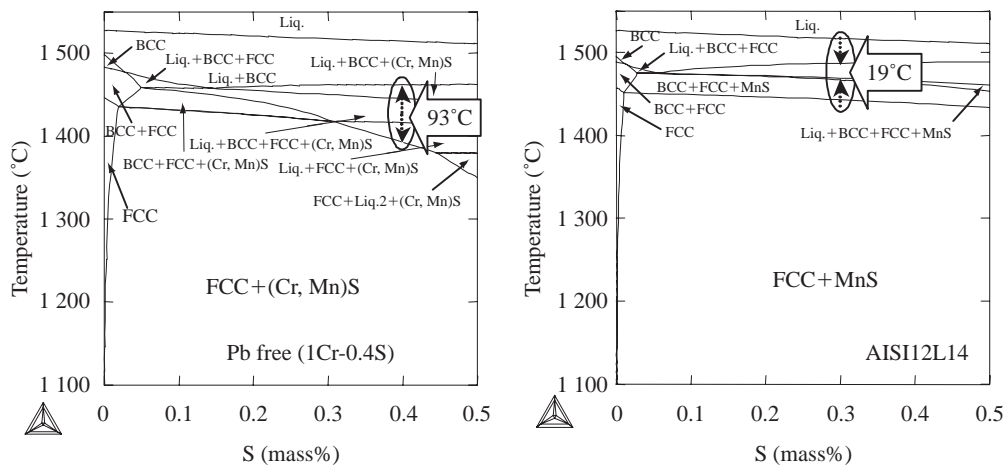 Liq.
1 500
BCC
Liq.+BCC+FCC
Liq.+BCC
Liq.+BCC+(Cr, Mn)S
93˚C
1 400
BCC+FCC
Liq.+BCC+FCC+(Cr, Mn)S
BCC+FCC+(Cr, Mn)S
Liq.+FCC+(Cr, Mn)S
FCC
FCC+Liq.2+(Cr, Mn)S
1 300
FCC+(Cr, Mn)S
1 200
Pb free (1Cr-0.4S)
1 100
0
0.1
0.2
0.3
0.4
0.5
Temperature (˚C)
S (mass%)
Liq.
1 500
BCC
Liq.+BCC+FCC
19˚C
BCC+FCC+MnS
BCC+FCC
FCC
Liq.+BCC+FCC+MnS
1 400
1 300
FCC+MnS
1 200
AISI12L14
1 100
0
0.1
0.2
0.3
0.4
0.5
Temperature (˚C)
S (mass%)